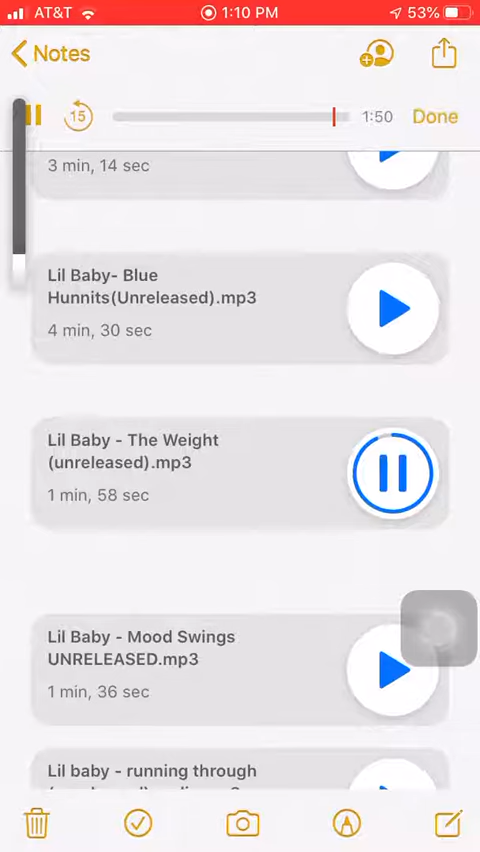 AT&T 1:10 PM 53%
Notes
15 1:50 Done
3 min, 14 sec
Lil Baby- Blue
Hunnits(Unreleased).mp3
4 min, 30 sec
Lil Baby - The Weight
(unreleased).mp3
1 min, 58 sec
Lil Baby - Mood Swings
UNRELEASED.mp3
1 min, 36 sec
Lil baby - running through